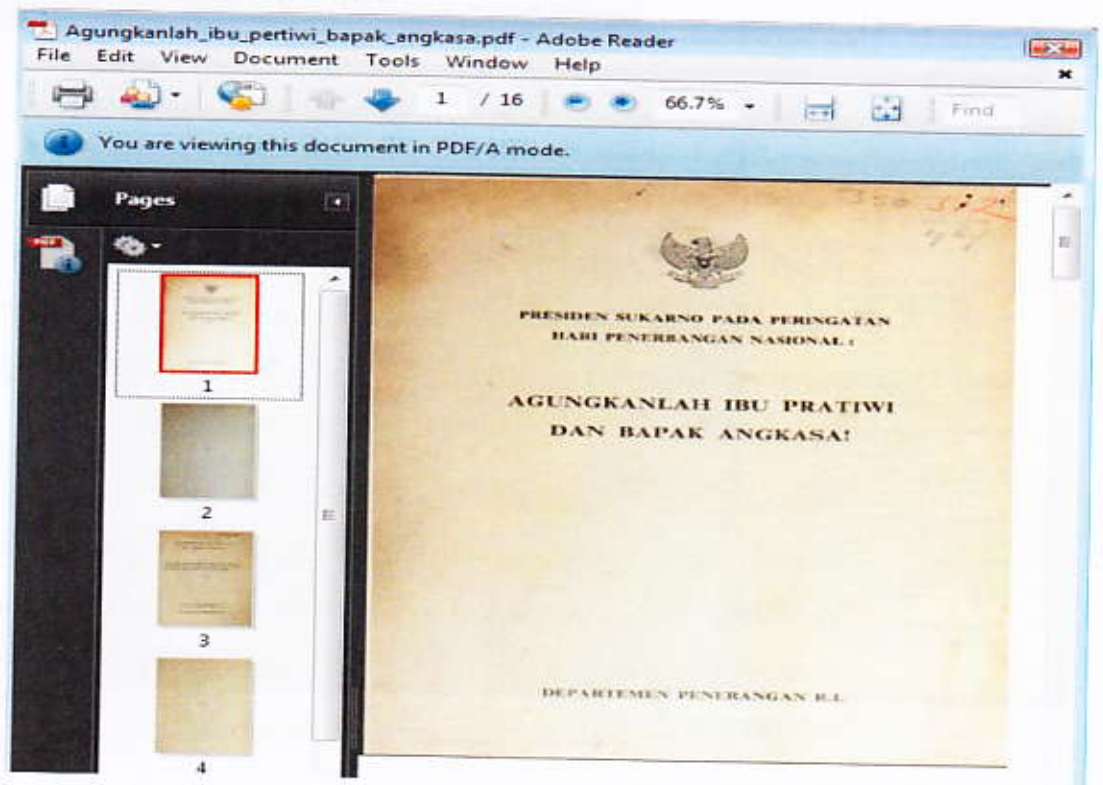 Agungkanlah_ibu_pertiwi_bapak_angkasa.pdf - Adobe Reader
File Edit View Document Tools Window Help
1 / 16 66.7% Find
You are viewing this document in PDF/A mode.
Pages
1
2
3
4
PRESIDEN SUKARNO PADA PERINGATAN
HARI PENERBANGAN NASIONAL :
AGUNGKANLAH IBU PRATIWI
DAN BAPAK ANGKASA!
DEPARTEMEN PENERANGAN R.I.